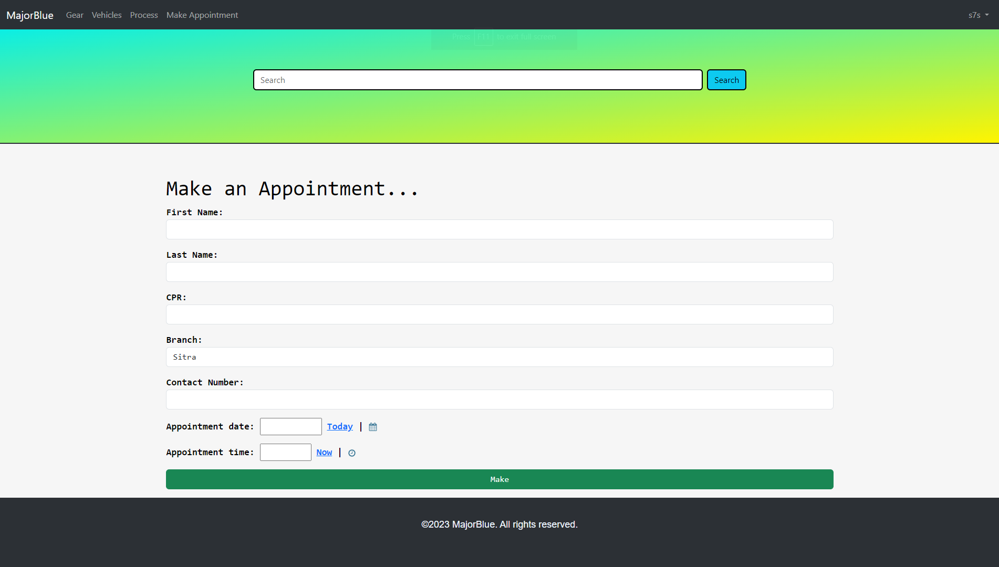 MajorBlue Gear Vehicles Process Make Appointment s7s
Press F11 to exit full screen
Search Search
Make an Appointment...
First Name:
Last Name:
CPR:
Branch:
Sitra
Contact Number:
Appointment date: Today |
Appointment time: Now |
Make
©2023 MajorBlue. All rights reserved.